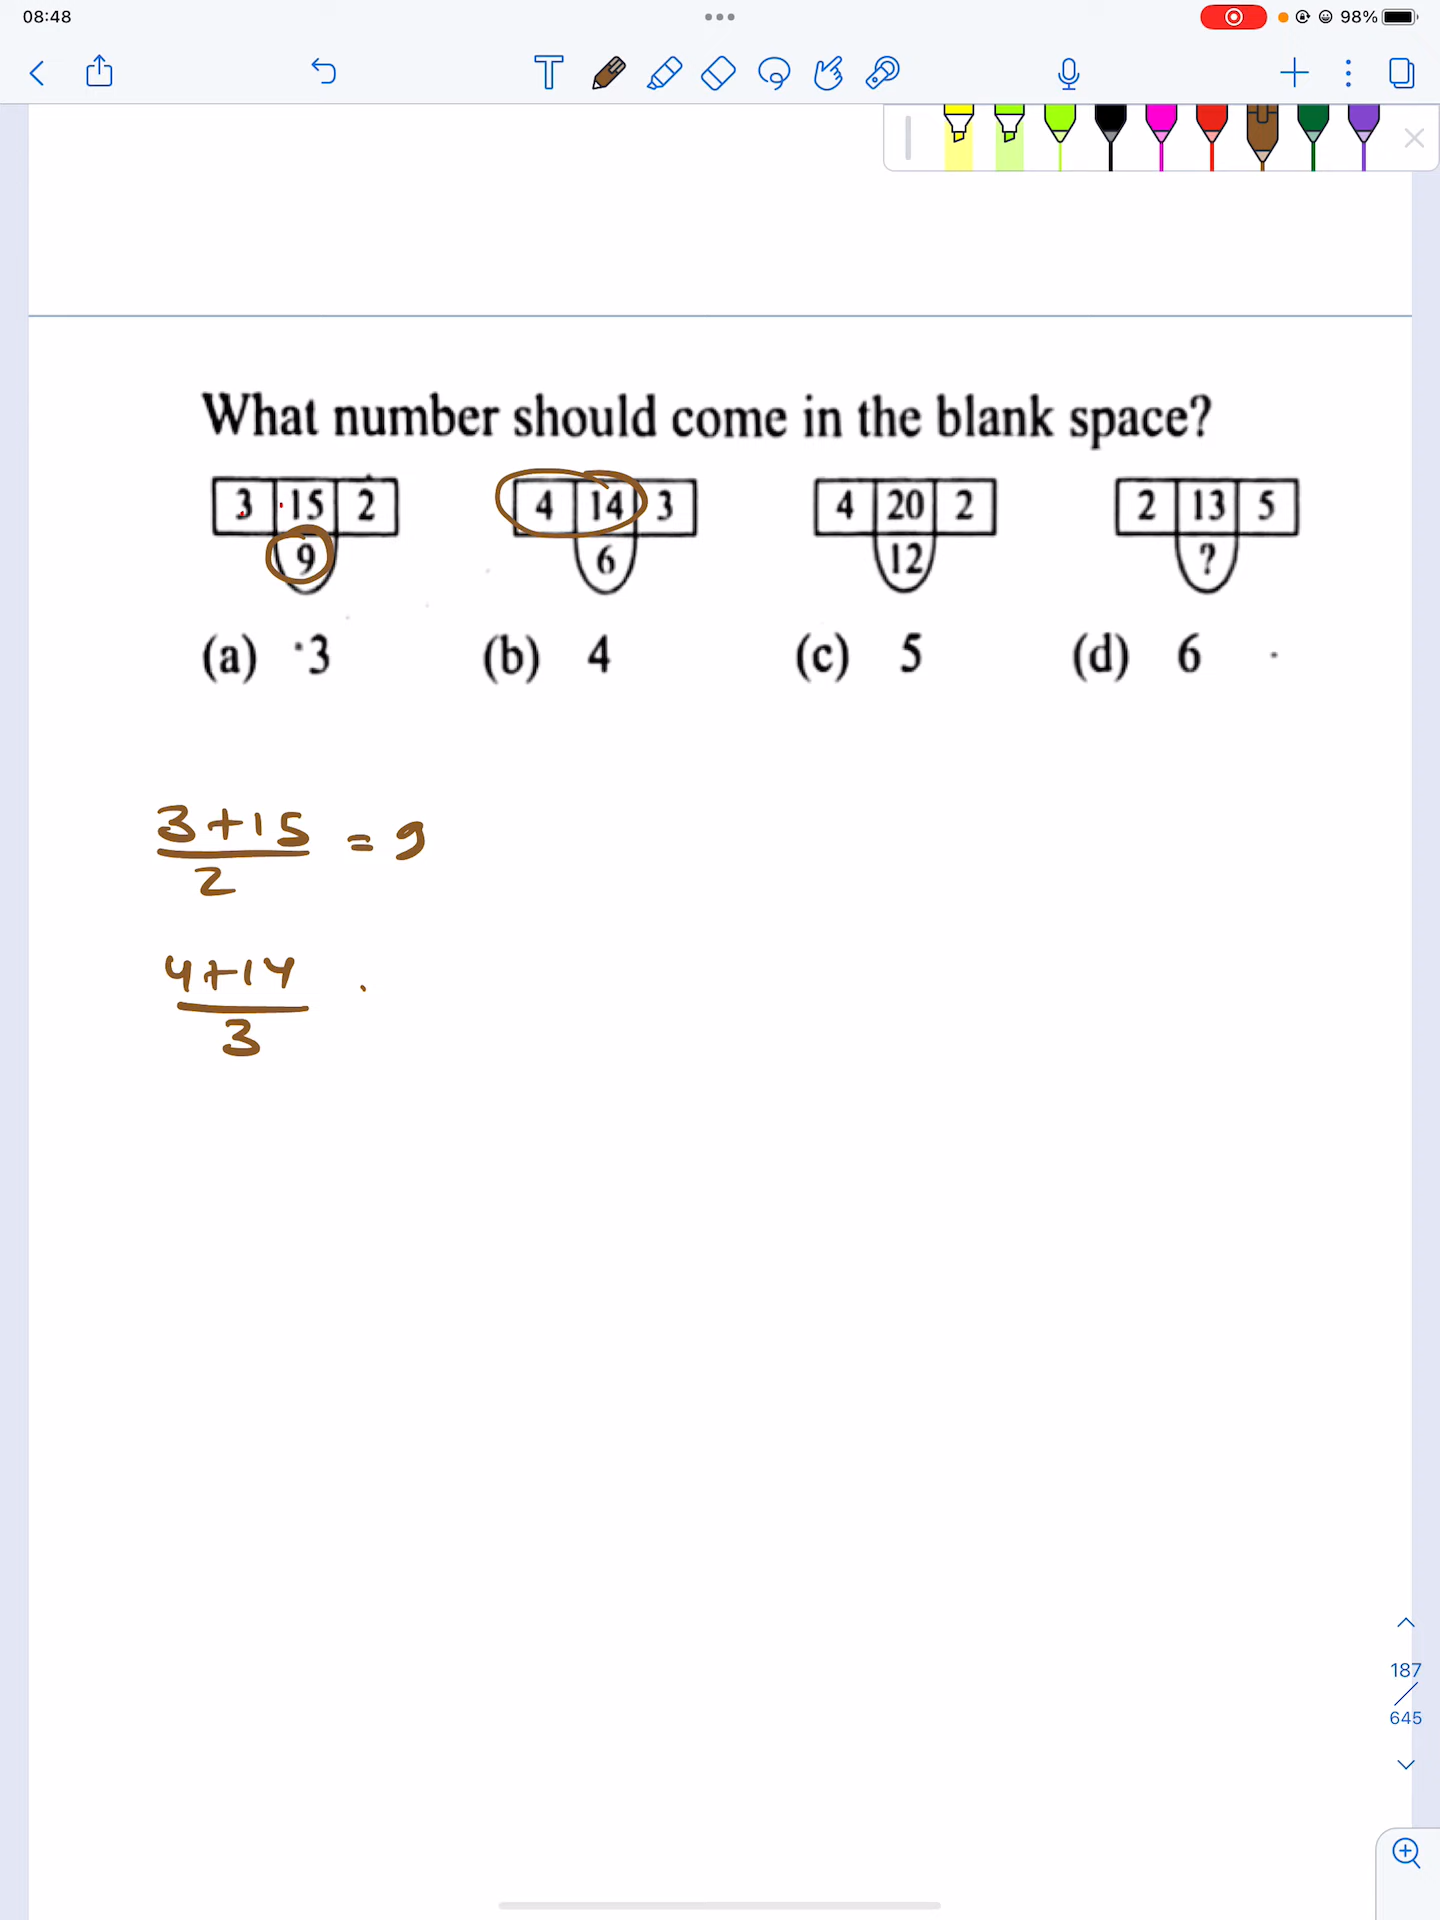 08:48
98%
T
What number should come in the blank space?
3 15 2 4 14 3 4 20 2 2 13 5
9 6 12 ?
(a) 3 (b) 4 (c) 5 (d) 6
3+15
= 9
2
4+14
3
187
645